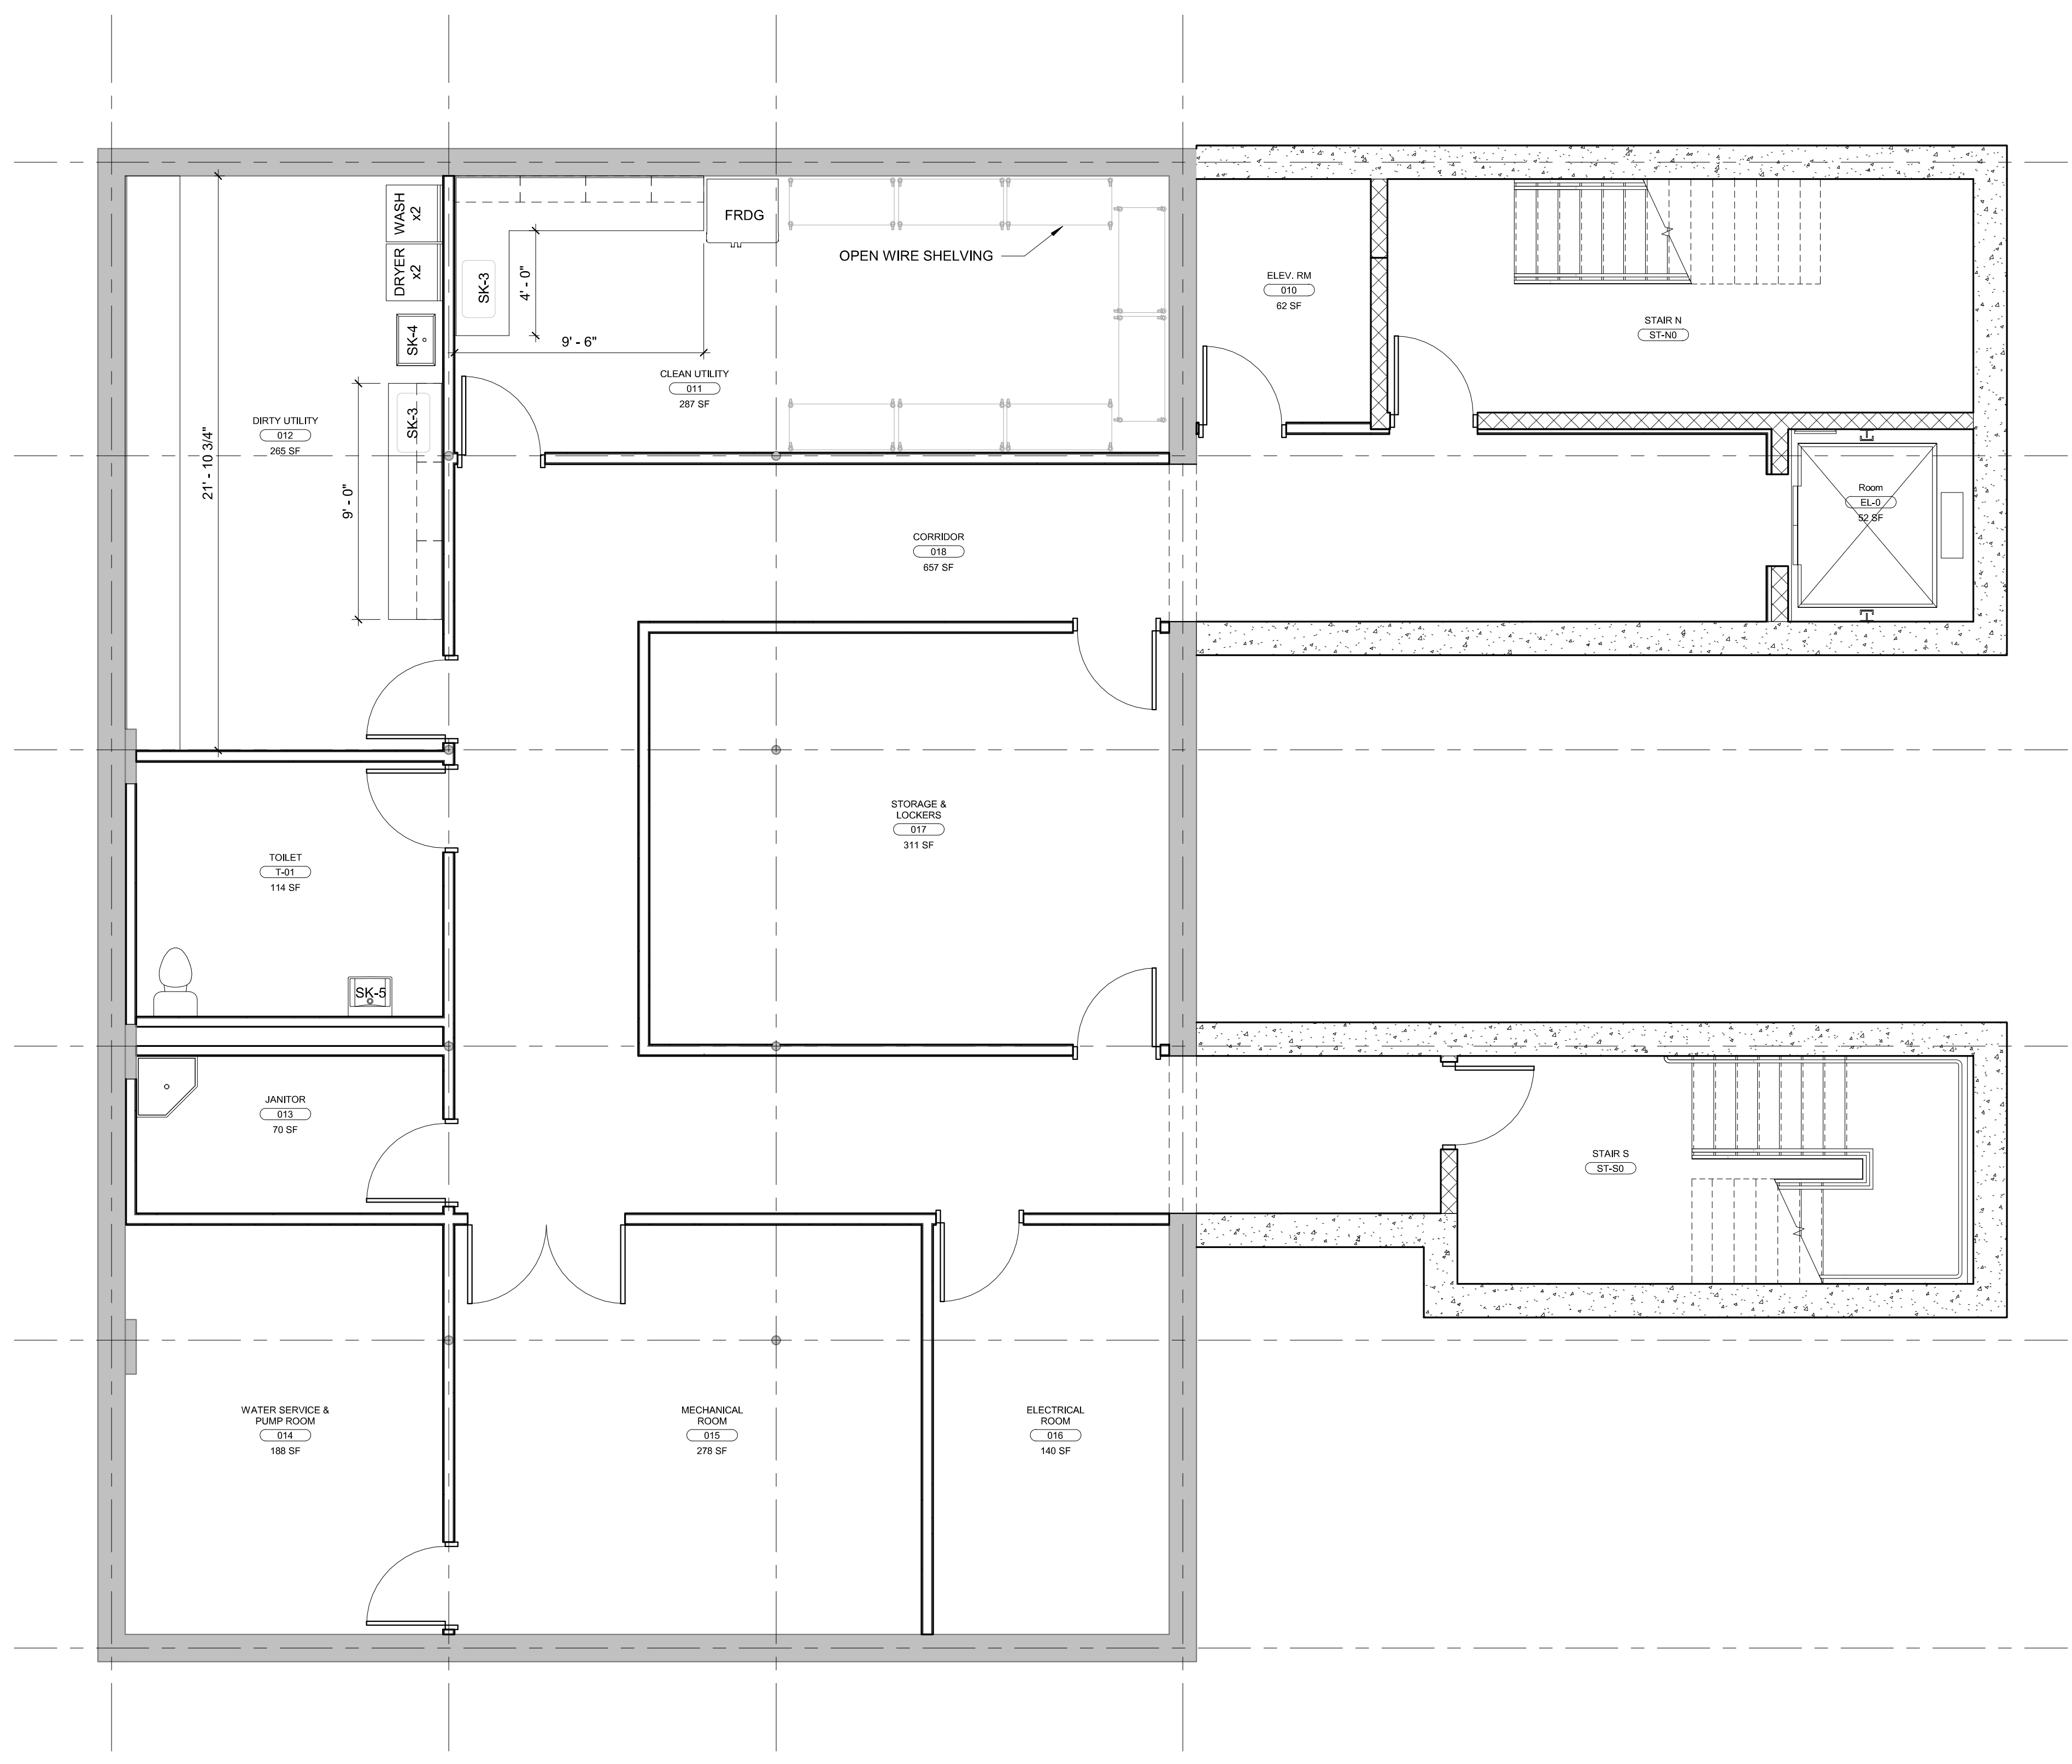 WASH
x2
DRYER
x2
SK-4
SK-3
9' - 0"
21' - 10 3/4"
DIRTY UTILITY
012
265 SF
SK-3
4' - 0"
9' - 6"
FRDG
OPEN WIRE SHELVING
CLEAN UTILITY
011
287 SF
ELEV. RM
010
62 SF
STAIR N
ST-N0
Room
EL-0
52 SF
CORRIDOR
018
657 SF
STORAGE &
LOCKERS
017
311 SF
TOILET
T-01
114 SF
SK-5
JANITOR
013
70 SF
STAIR S
ST-S0
WATER SERVICE &
PUMP ROOM
014
188 SF
MECHANICAL
ROOM
015
278 SF
ELECTRICAL
ROOM
016
140 SF